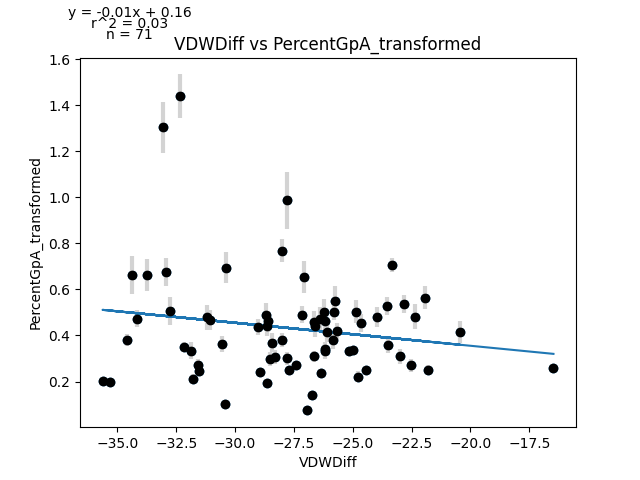 y = -0.01x + 0.16
r^2 = 0.03
n = 71
VDWDiff vs PercentGpA_transformed
1.6
1.4
1.2
1.0
0.8
0.6
0.4
0.2
PercentGpA_transformed
−35.0 −32.5 −30.0 −27.5 −25.0 −22.5 −20.0 −17.5
VDWDiff